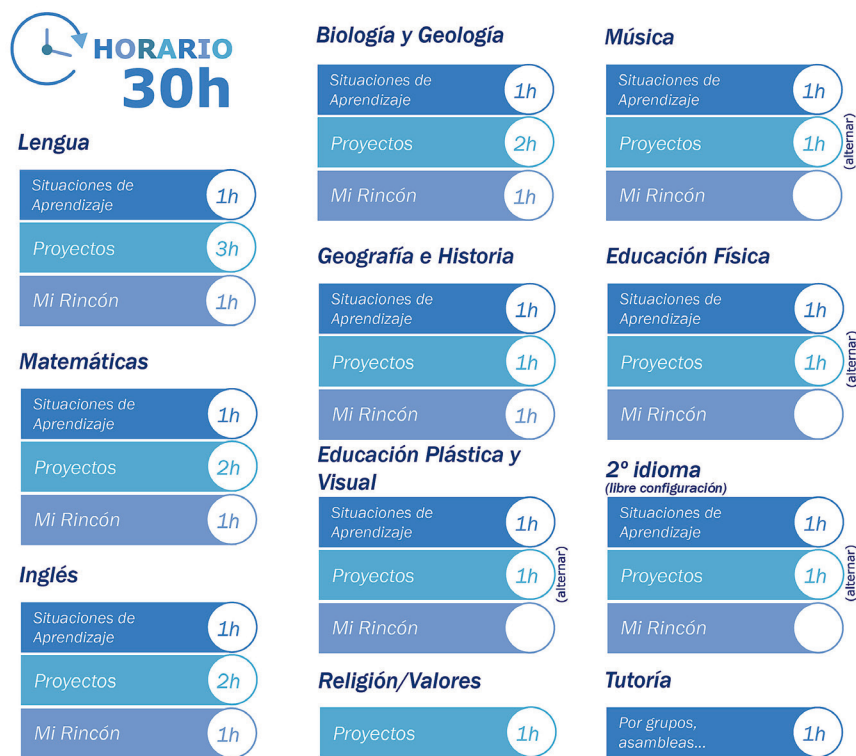 HORARIO
30h
Lengua
Situaciones de
Aprendizaje
1h
Proyectos
3h
Mi Rincón
1h
Matemáticas
Situaciones de
Aprendizaje
1h
Proyectos
2h
Mi Rincón
1h
Inglés
Situaciones de
Aprendizaje
1h
Proyectos
2h
Mi Rincón
1h
Biología y Geología
Situaciones de
Aprendizaje
1h
Proyectos
2h
Mi Rincón
1h
Geografía e Historia
Situaciones de
Aprendizaje
1h
Proyectos
1h
Mi Rincón
1h
Educación Plástica y
Visual
Situaciones de
Aprendizaje
1h
Proyectos
1h
(alternar)
Mi Rincón
Religión/Valores
Proyectos
1h
Música
Situaciones de
Aprendizaje
1h
Proyectos
1h
(alternar)
Mi Rincón
Educación Física
Situaciones de
Aprendizaje
1h
Proyectos
1h
(alternar)
Mi Rincón
2º idioma
(libre configuración)
Situaciones de
Aprendizaje
1h
Proyectos
1h
(alternar)
Mi Rincón
Tutoría
Por grupos,
asambleas...
1h